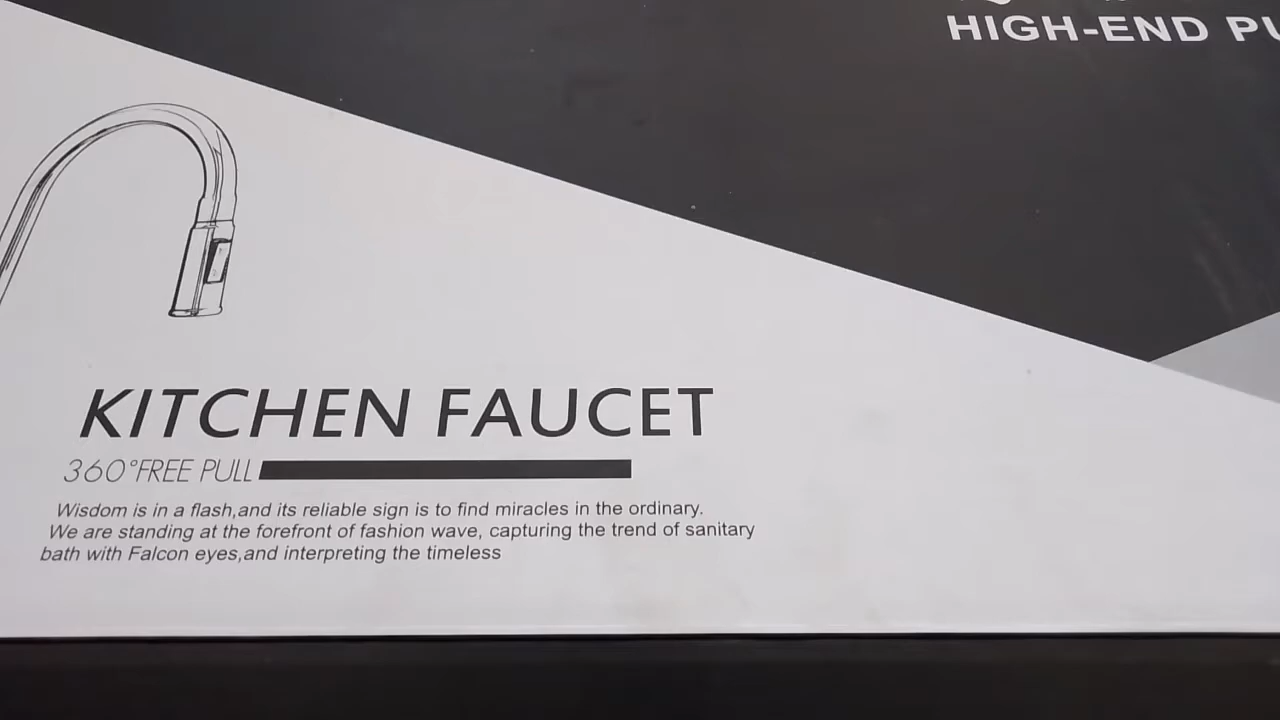 HIGH-END
KITCHEN FAUCET
360°FREE PULL
Wisdom is in a flash,and its reliable sign is to find miracles in the ordinary.
We are standing at the forefront of fashion wave, capturing the trend of sanitary
bath with Falcon eyes,and interpreting the timeless